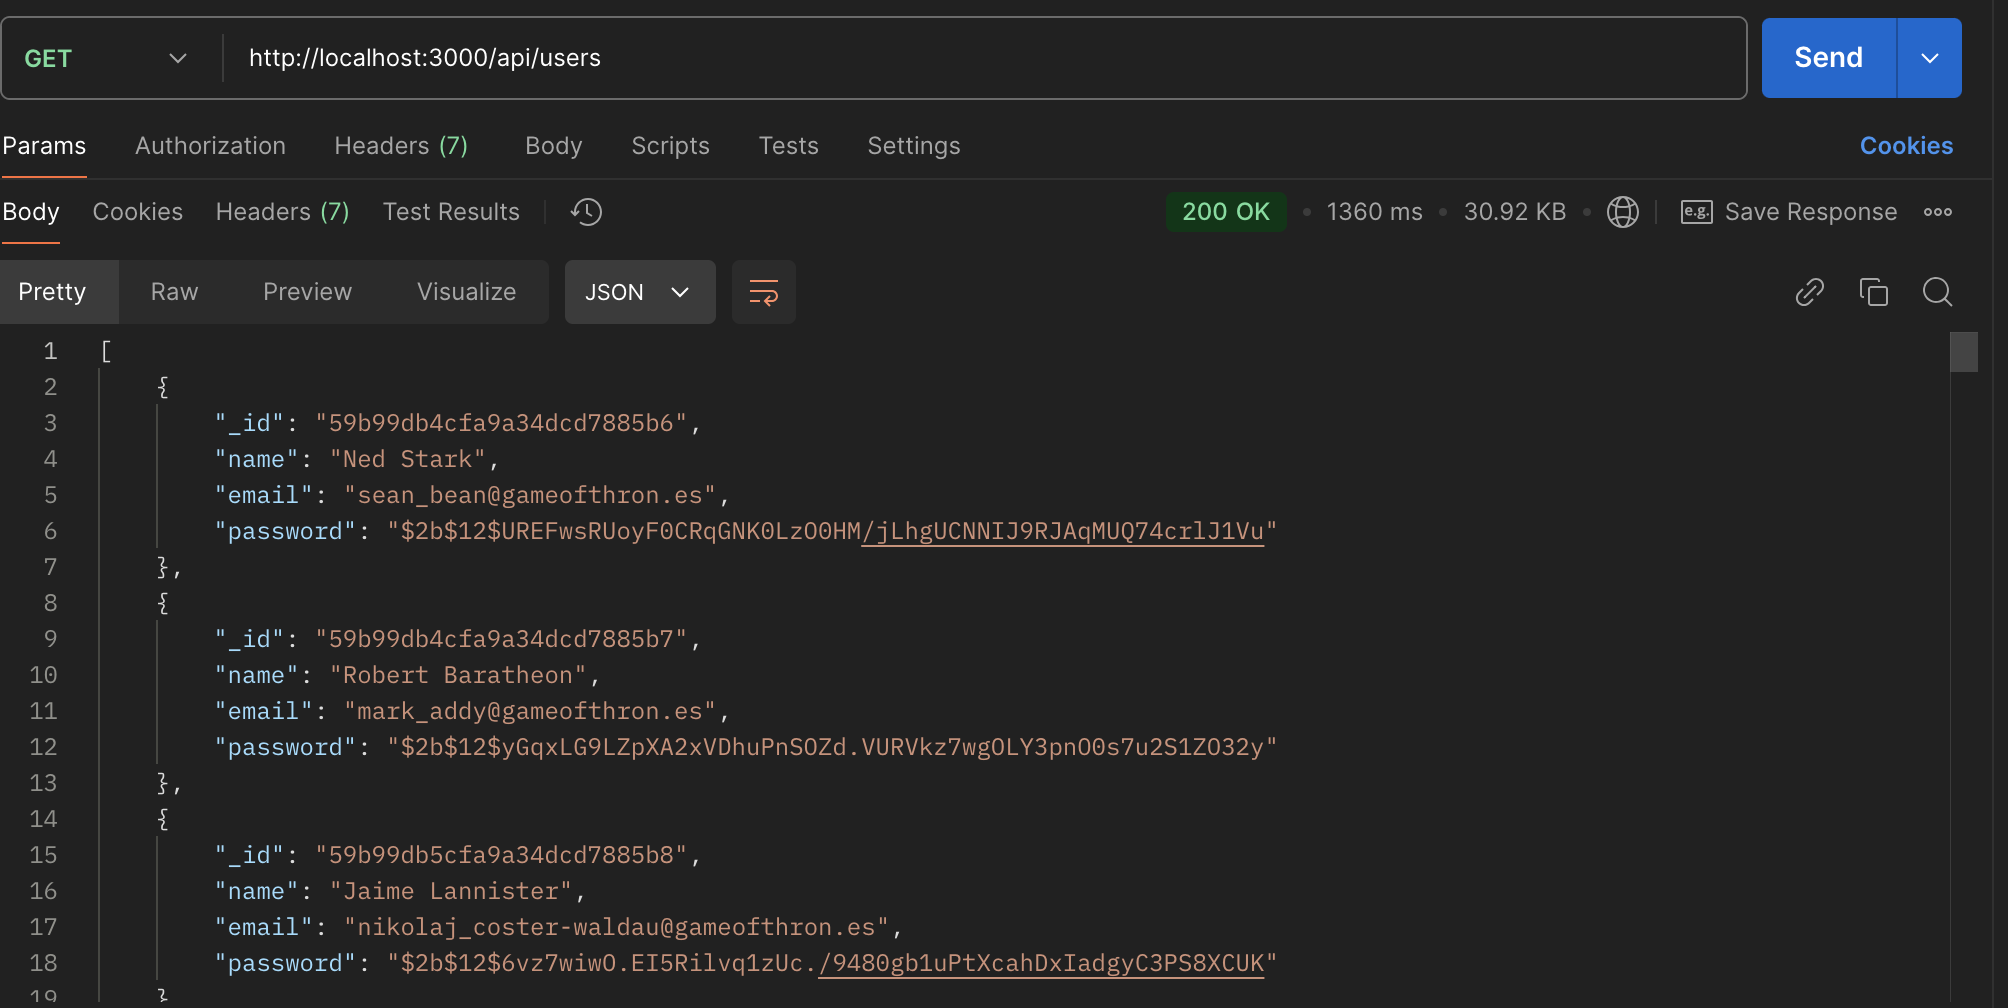 GET http://localhost:3000/api/users Send
Params Authorization Headers (7) Body Scripts Tests Settings Cookies
Body Cookies Headers (7) Test Results 200 OK • 1360 ms • 30.92 KB • e.g. Save Response
Pretty Raw Preview Visualize JSON
1 [
2 {
3 "_id": "59b99db4cfa9a34dcd7885b6",
4 "name": "Ned Stark",
5 "email": "sean_bean@gameofthron.es",
6 "password": "$2b$12$UREFwsRUoyF0CRqGNK0LzO0HM/jLhgUCNNIJ9RJAqMUQ74crlJ1Vu"
7 },
8 {
9 "_id": "59b99db4cfa9a34dcd7885b7",
10 "name": "Robert Baratheon",
11 "email": "mark_addy@gameofthron.es",
12 "password": "$2b$12$yGqxLG9LZpXA2xVDhuPnSOZd.VURVkz7wgOLY3pnO0s7u2S1ZO32y"
13 },
14 {
15 "_id": "59b99db5cfa9a34dcd7885b8",
16 "name": "Jaime Lannister",
17 "email": "nikolaj_coster-waldau@gameofthron.es",
18 "password": "$2b$12$6vz7wiwO.EI5Rilvq1zUc./9480gb1uPtXcahDxIadgyC3PS8XCUK"
19 }